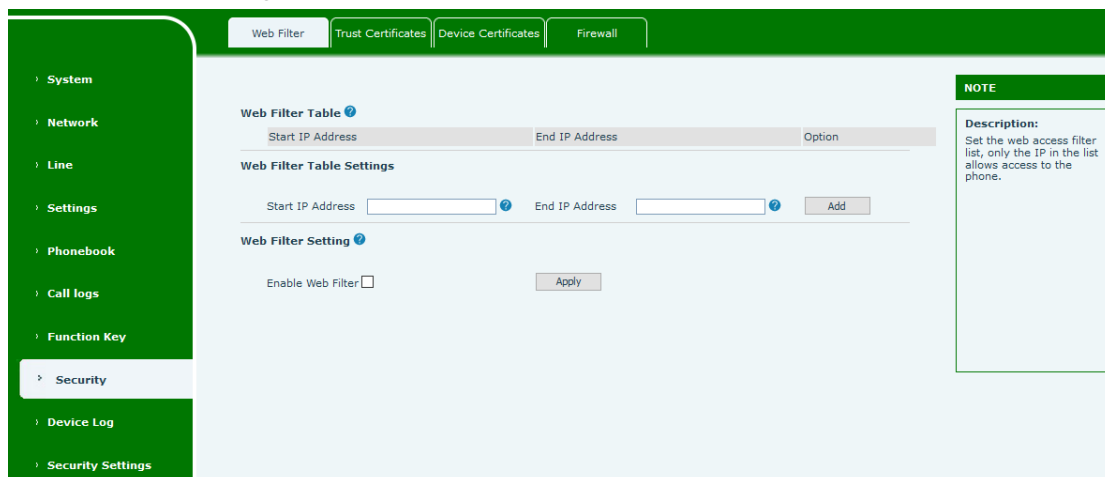 Web Filter Trust Certificates Device Certificates Firewall
System
Network
Line
Settings
Phonebook
Call logs
Function Key
Security
Device Log
Security Settings
Web Filter Table
Start IP Address End IP Address Option
Web Filter Table Settings
Start IP Address End IP Address Add
Web Filter Setting
Enable Web Filter Apply
NOTE
Description:
Set the web access filter
list, only the IP in the list
allows access to the
phone.